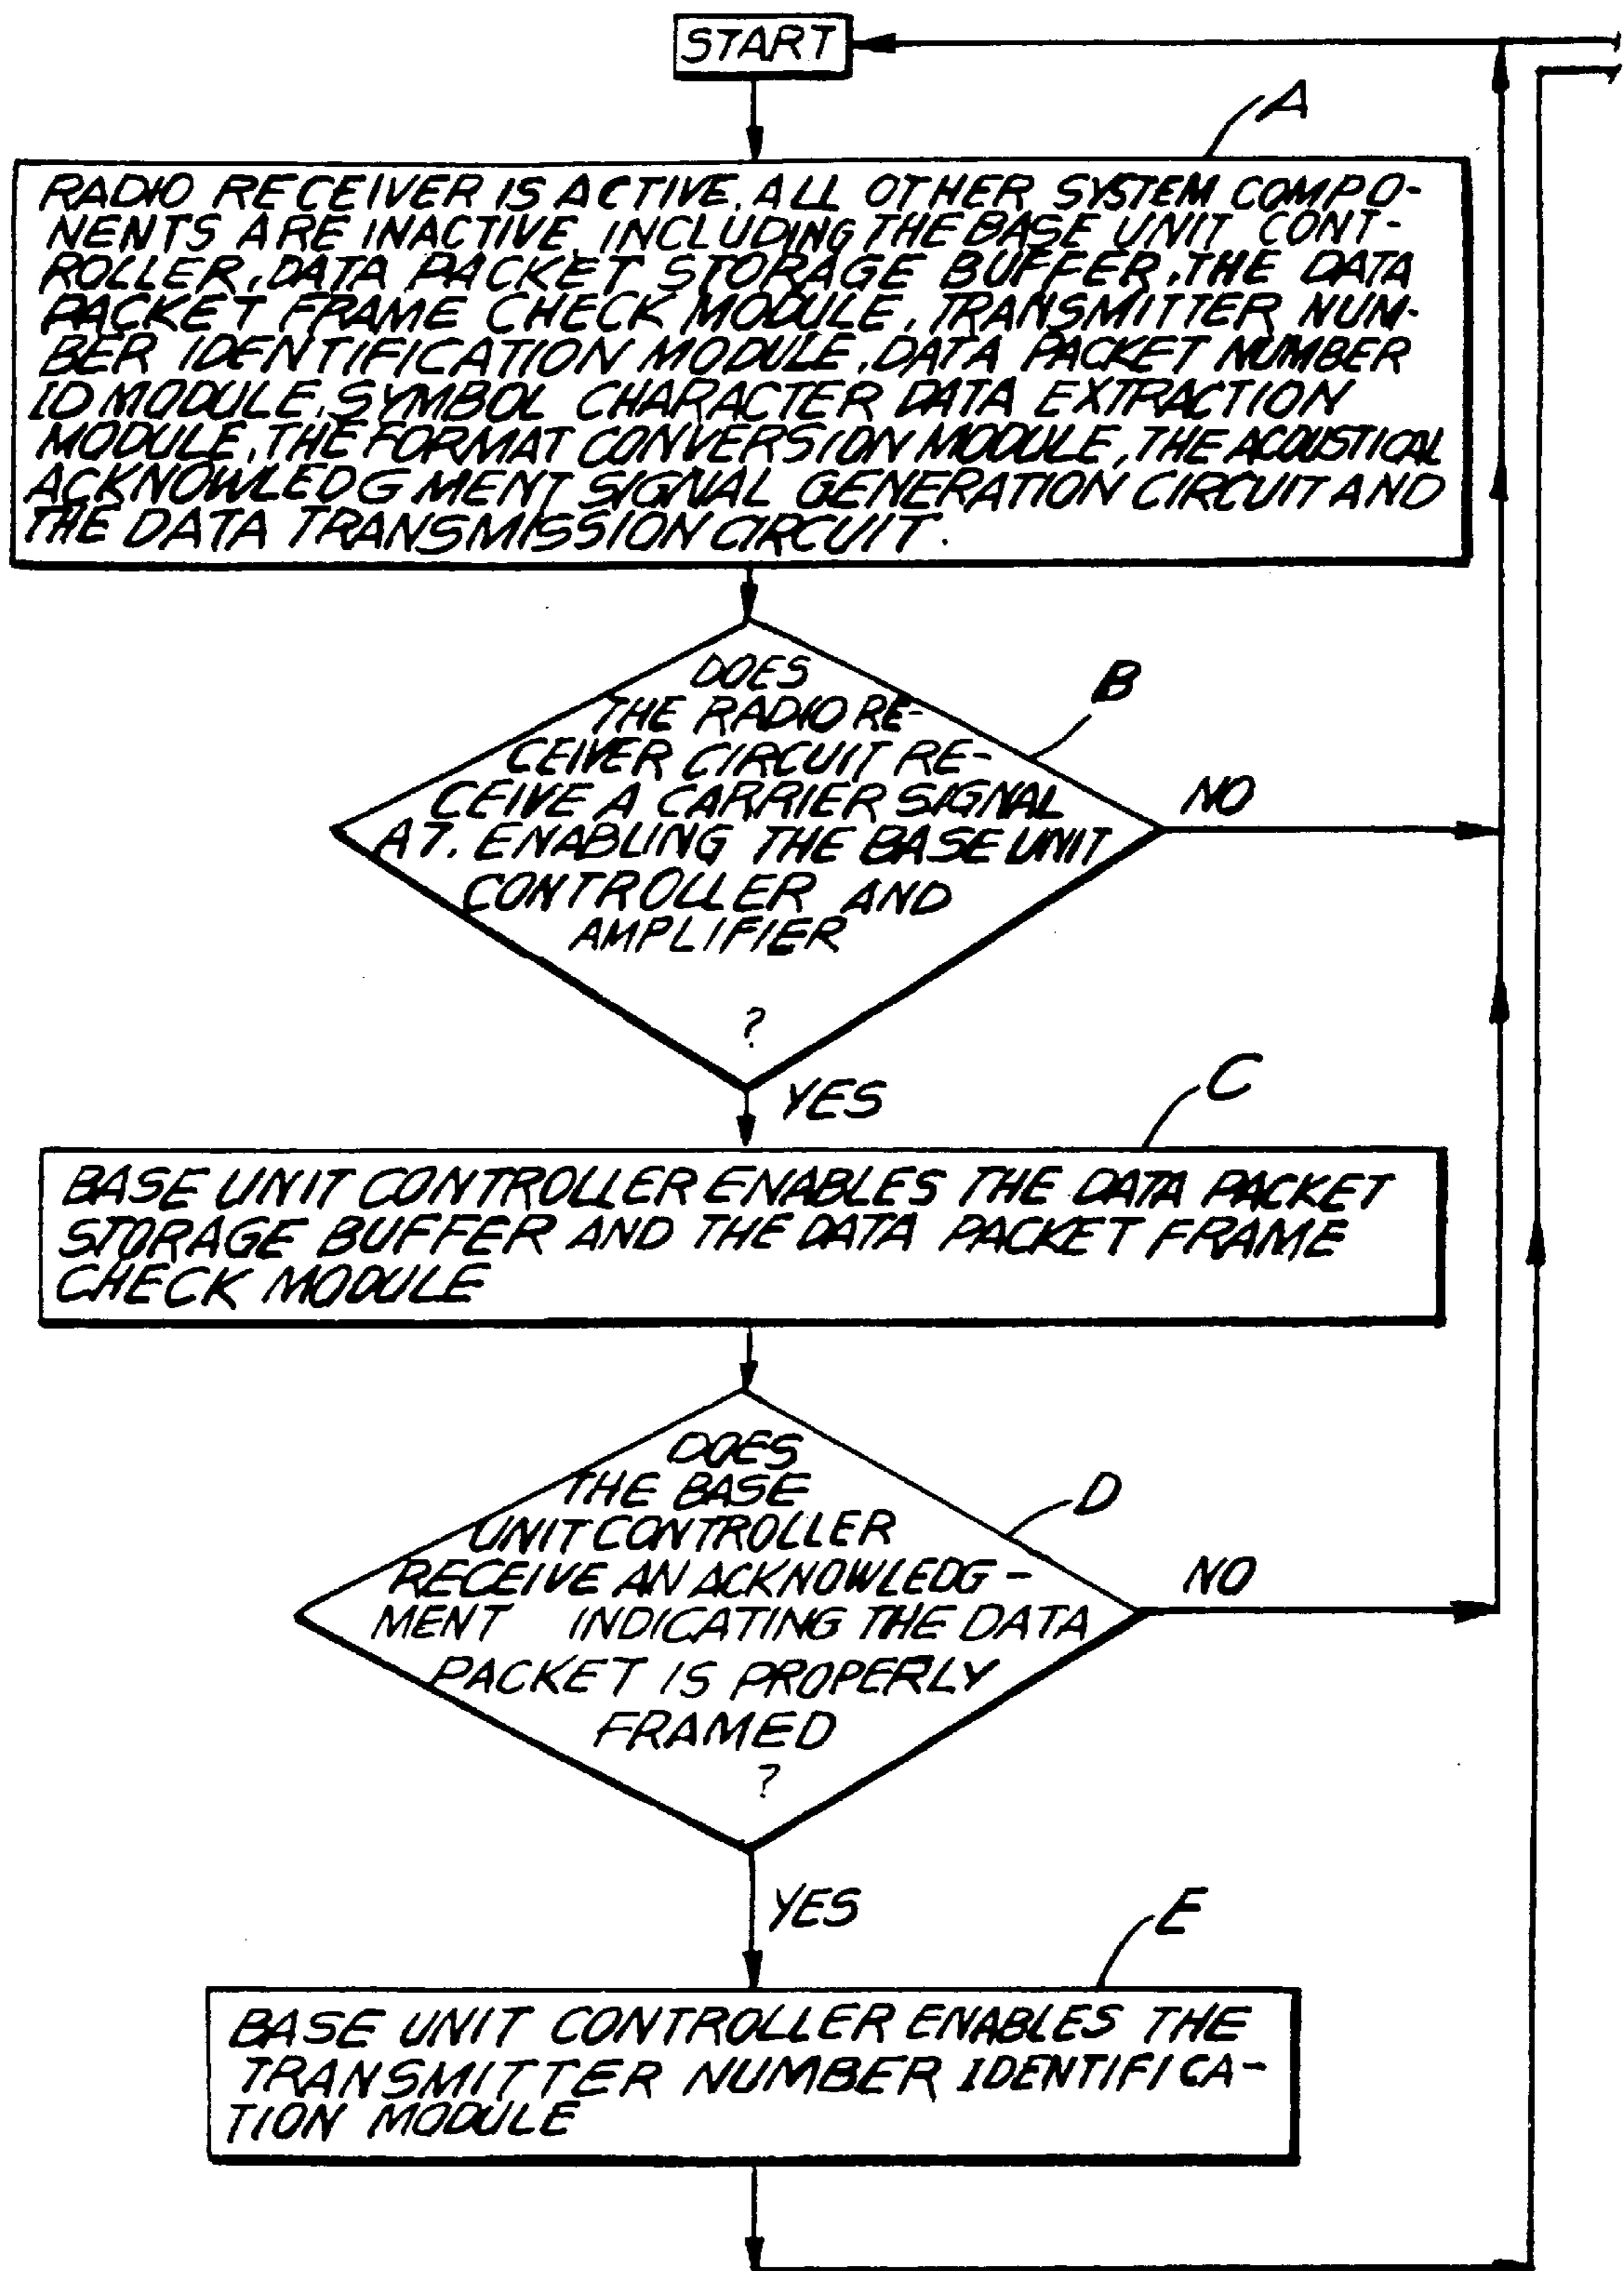 START
A
RADIO RECEIVER IS ACTIVE. ALL OTHER SYSTEM COMPO-
NENTS ARE INACTIVE, INCLUDING THE BASE UNIT CONT-
ROLLER, DATA PACKET STORAGE BUFFER, THE DATA
PACKET FRAME CHECK MODULE, TRANSMITTER NUM-
BER IDENTIFICATION MODULE, DATA PACKET NUMBER
ID MODULE, SYMBOL CHARACTER DATA EXTRACTION
MODULE, THE FORMAT CONVERSION MODULE, THE ACOUSTICAL
ACKNOWLEDGMENT SIGNAL GENERATION CIRCUIT AND
THE DATA TRANSMISSION CIRCUIT.
B
DOES
THE RADIO RE-
CEIVER CIRCUIT RE-
CEIVE A CARRIER SIGNAL
AT. ENABLING THE BASE UNIT
CONTROLLER AND
AMPLIFIER
?
NO
YES
C
BASE UNIT CONTROLLER ENABLES THE DATA PACKET
STORAGE BUFFER AND THE DATA PACKET FRAME
CHECK MODULE
D
DOES
THE BASE
UNIT CONTROLLER
RECEIVE AN ACKNOWLEDG-
MENT INDICATING THE DATA
PACKET IS PROPERLY
FRAMED
?
NO
YES
E
BASE UNIT CONTROLLER ENABLES THE
TRANSMITTER NUMBER IDENTIFICA-
TION MODULE